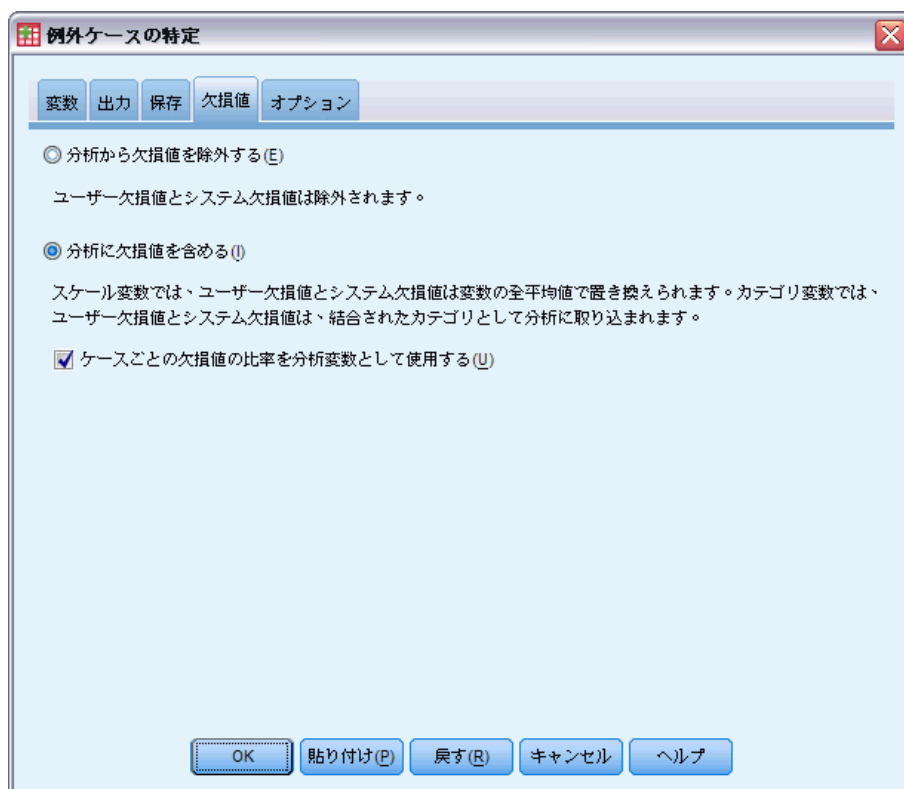 例外ケースの特定
変数 出力 保存 欠損値 オプション
分析から欠損値を除外する(E)
ユーザー欠損値とシステム欠損値は除外されます。
分析に欠損値を含める(I)
スケール変数では、ユーザー欠損値とシステム欠損値は変数の全平均値で置き換えられます。カテゴリ変数では、
ユーザー欠損値とシステム欠損値は、結合されたカテゴリとして分析に取り込まれます。
ケースごとの欠損値の比率を分析変数として使用する(U)
OK 貼り付け(P) 戻す(R) キャンセル ヘルプ